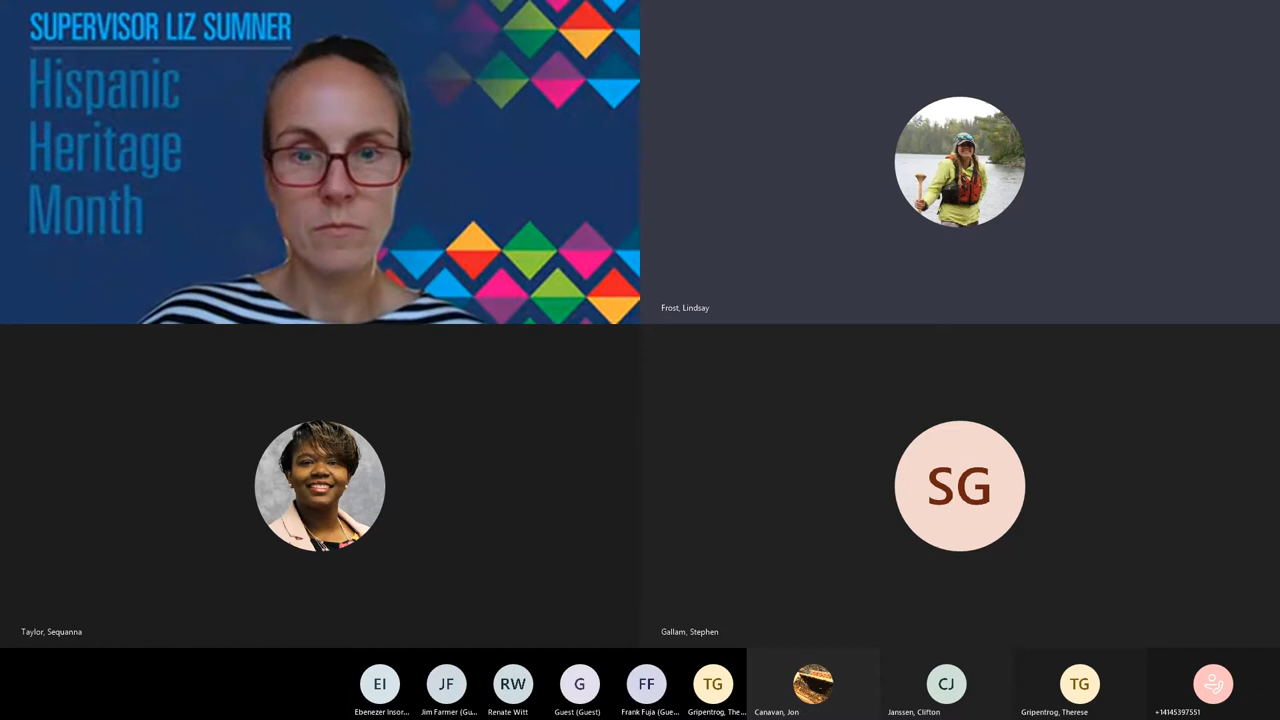 SUPERVISOR LIZ SUMNER
Hispanic
Heritage
Month
Frost, Lindsay
Taylor, Sequanna
SG
Gallam, Stephen
EI
JF
RW
G
FF
TG
CJ
TG
Ebenezer Insor...
Jim Farmer (Gu...
Renate Witt
Guest (Guest)
Frank Fuja (Gue...
Gripentrog, The...
Canavan, Jon
Janssen, Clifton
Gripentrog, Therese
+14145397551